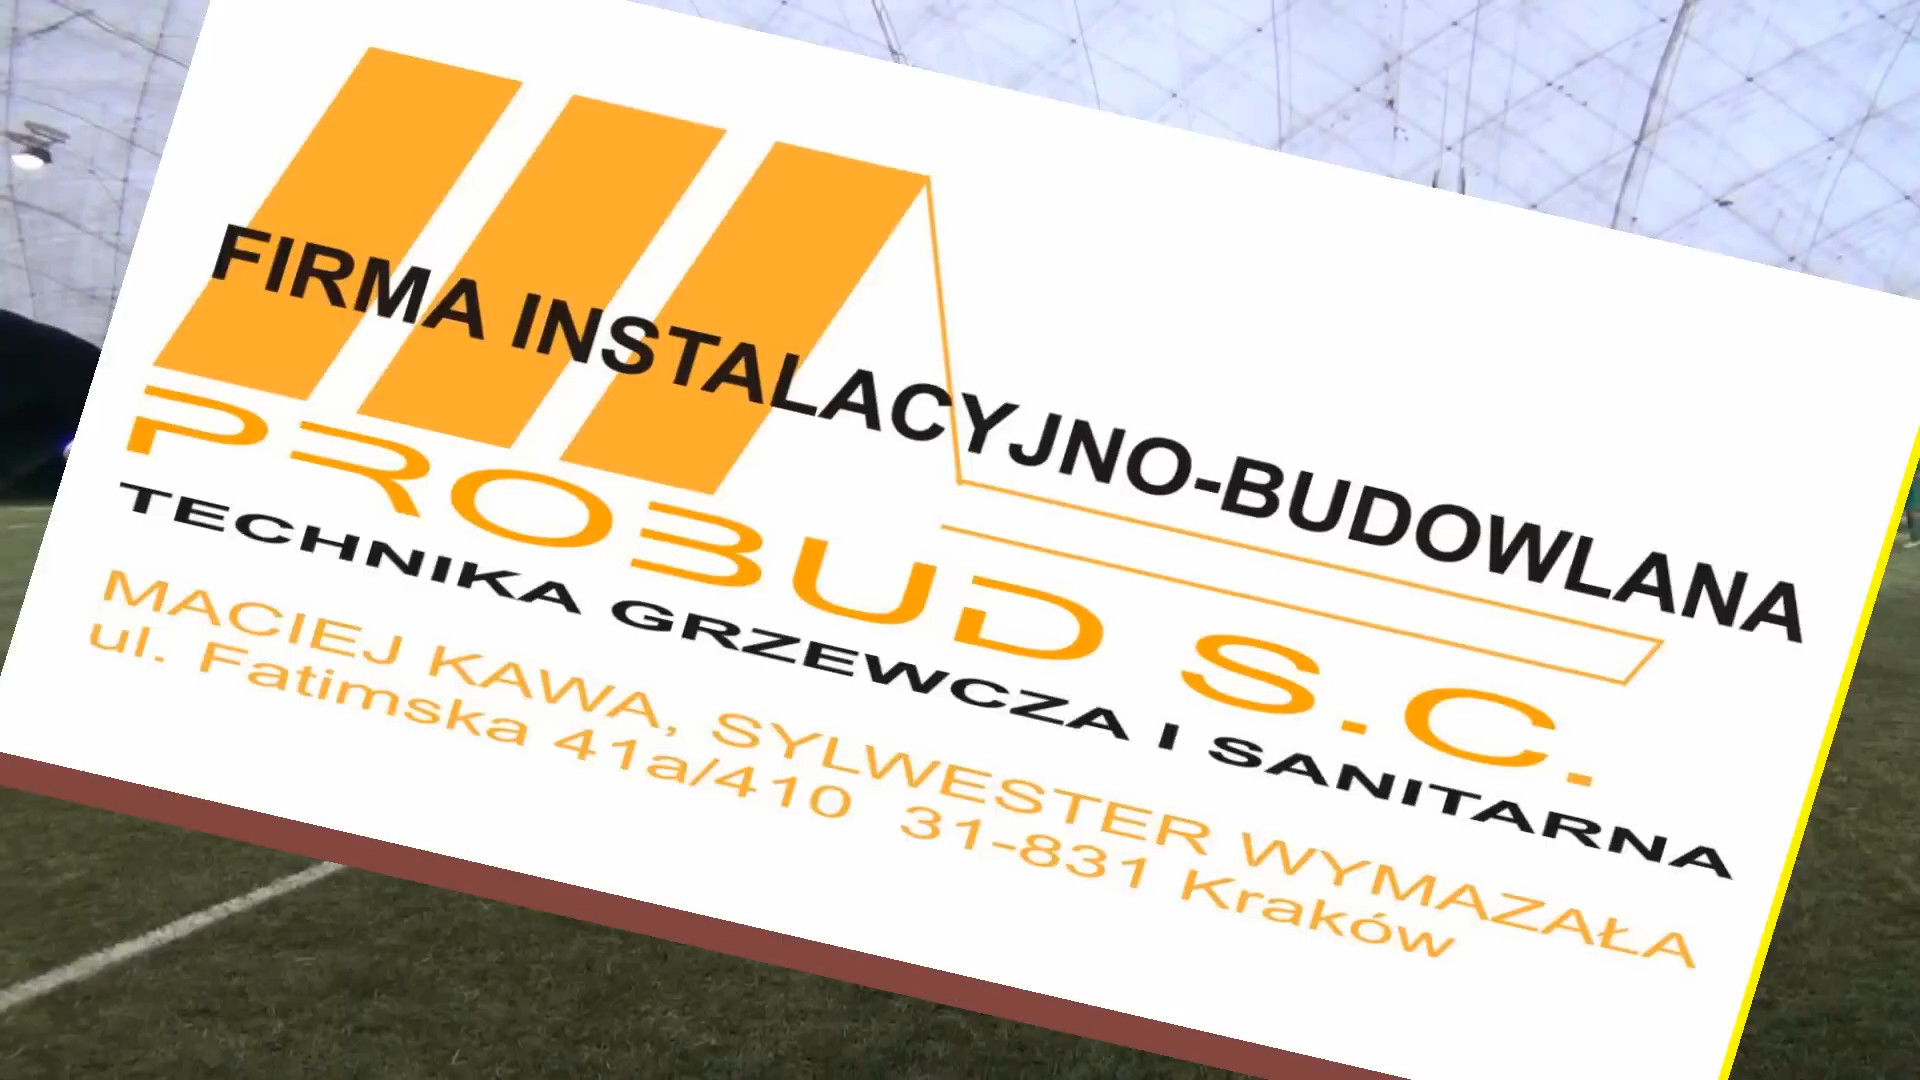 FIRMA INSTALACYJNO-BUDOWLANA
PROBUD S.C.
TECHNIKA GRZEWCZA I SANITARNA
MACIEJ KAWA, SYLWESTER WYMAZAŁA
ul. Fatimska 41a/410 31-831 Kraków